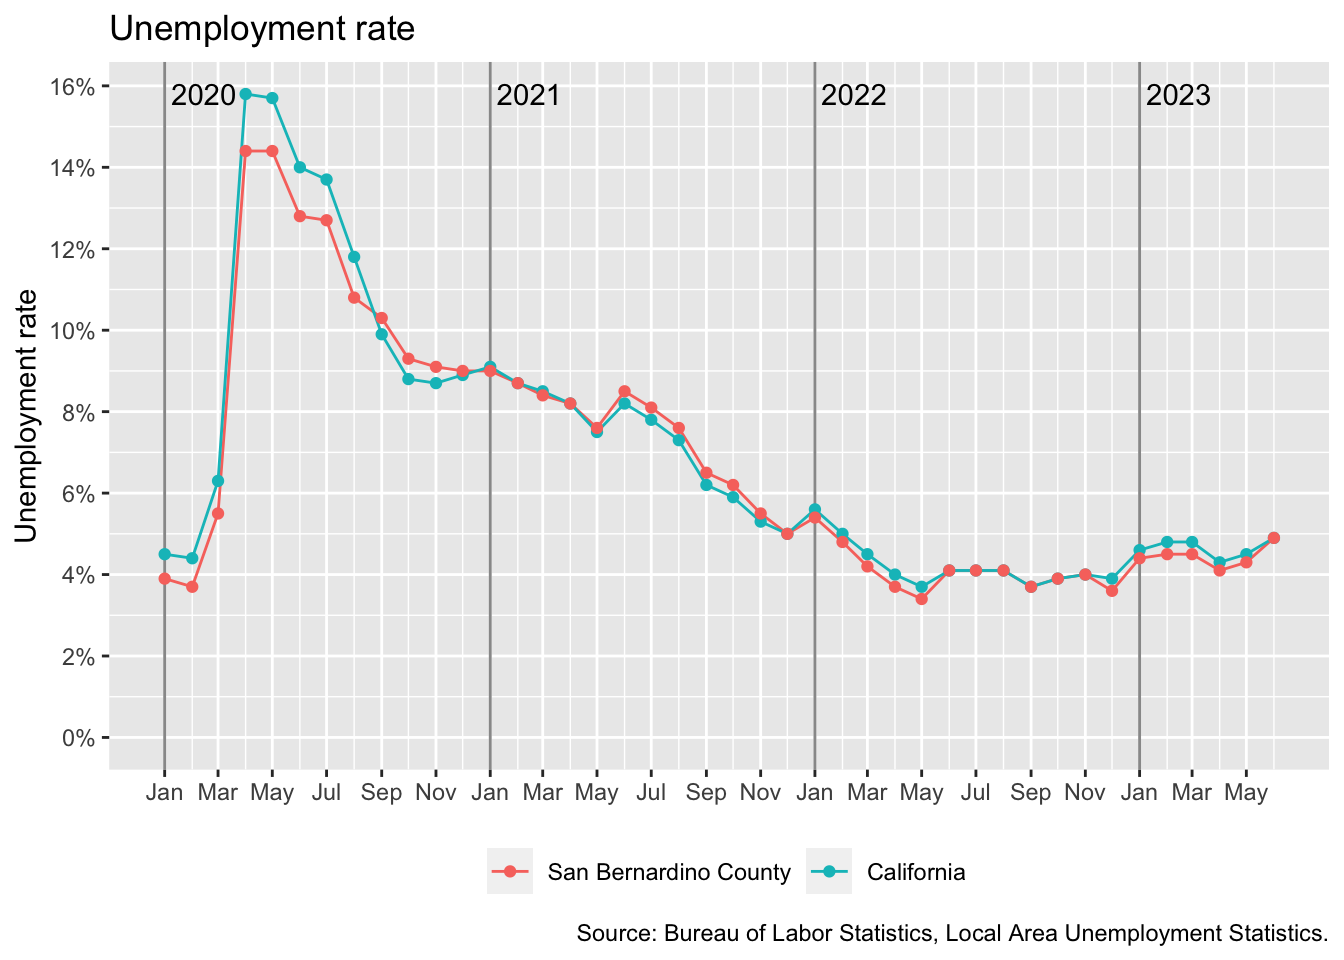 Unemployment rate
2020 2021 2022 2023
16%
14%
12%
10%
8%
6%
4%
2%
0%
Unemployment rate
Jan Mar May Jul Sep Nov Jan Mar May Jul Sep Nov Jan Mar May Jul Sep Nov Jan Mar May
San Bernardino County California
Source: Bureau of Labor Statistics, Local Area Unemployment Statistics.